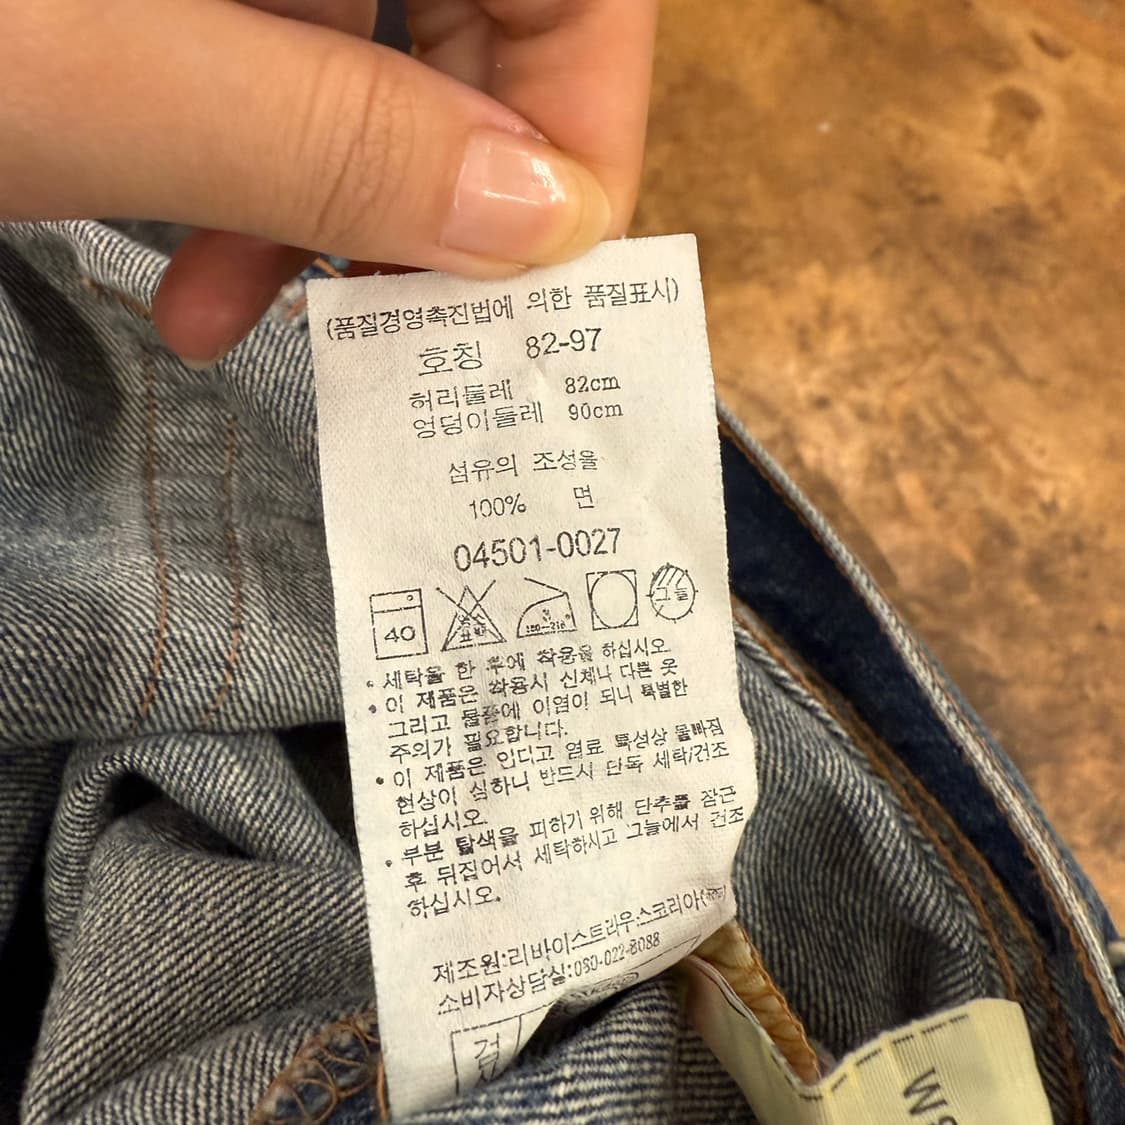 (품질경영촉진법에 의한 품질표시)
호칭 82-97
허리둘레 82cm
엉덩이둘레 90cm
섬유의 조성율
100% 면
04501-0027
40 그늘
• 세탁을 한 후에 착용을 하십시오.
• 이 제품은 착용시 신체나 다른 옷
그리고 물품에 이염이 되니 특별한
주의가 필요합니다.
• 이 제품은 인디고 염료 특성상 물빠짐
현상이 심하니 반드시 단독 세탁/건조
하십시오.
• 부분 탈색을 피하기 위해 단추를 잠근
후 뒤집어서 세탁하시고 그늘에서 건조
하십시오.
제조원:리바이스트라우스코리아(주)
소비자상담실:080-022-8088
검